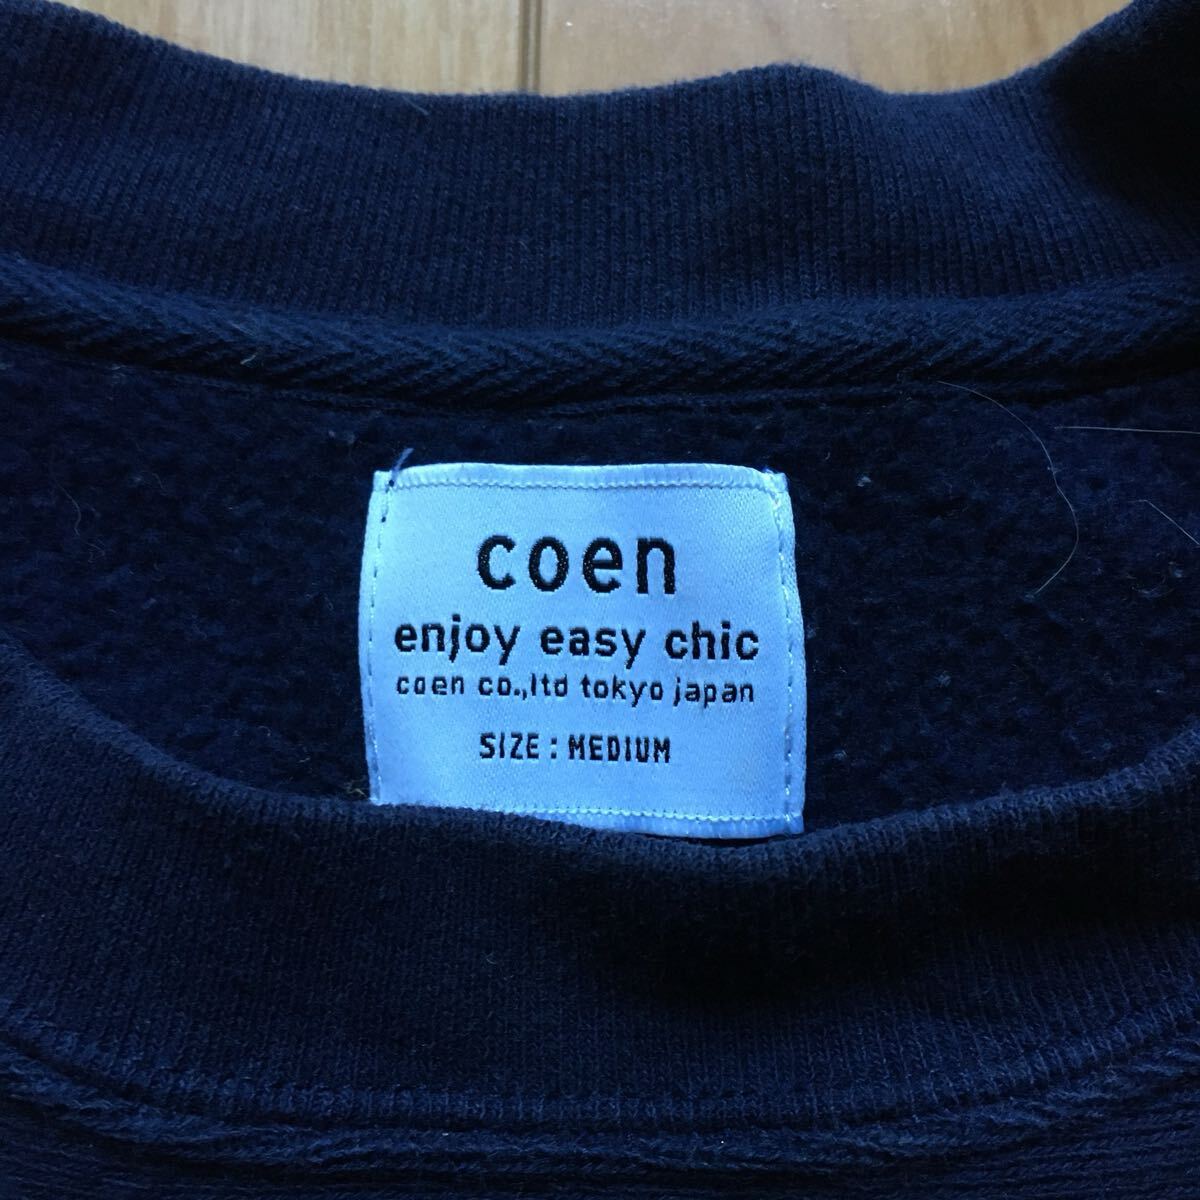 coen
enjoy easy chic
coen co.,ltd tokyo japan
SIZE : MEDIUM